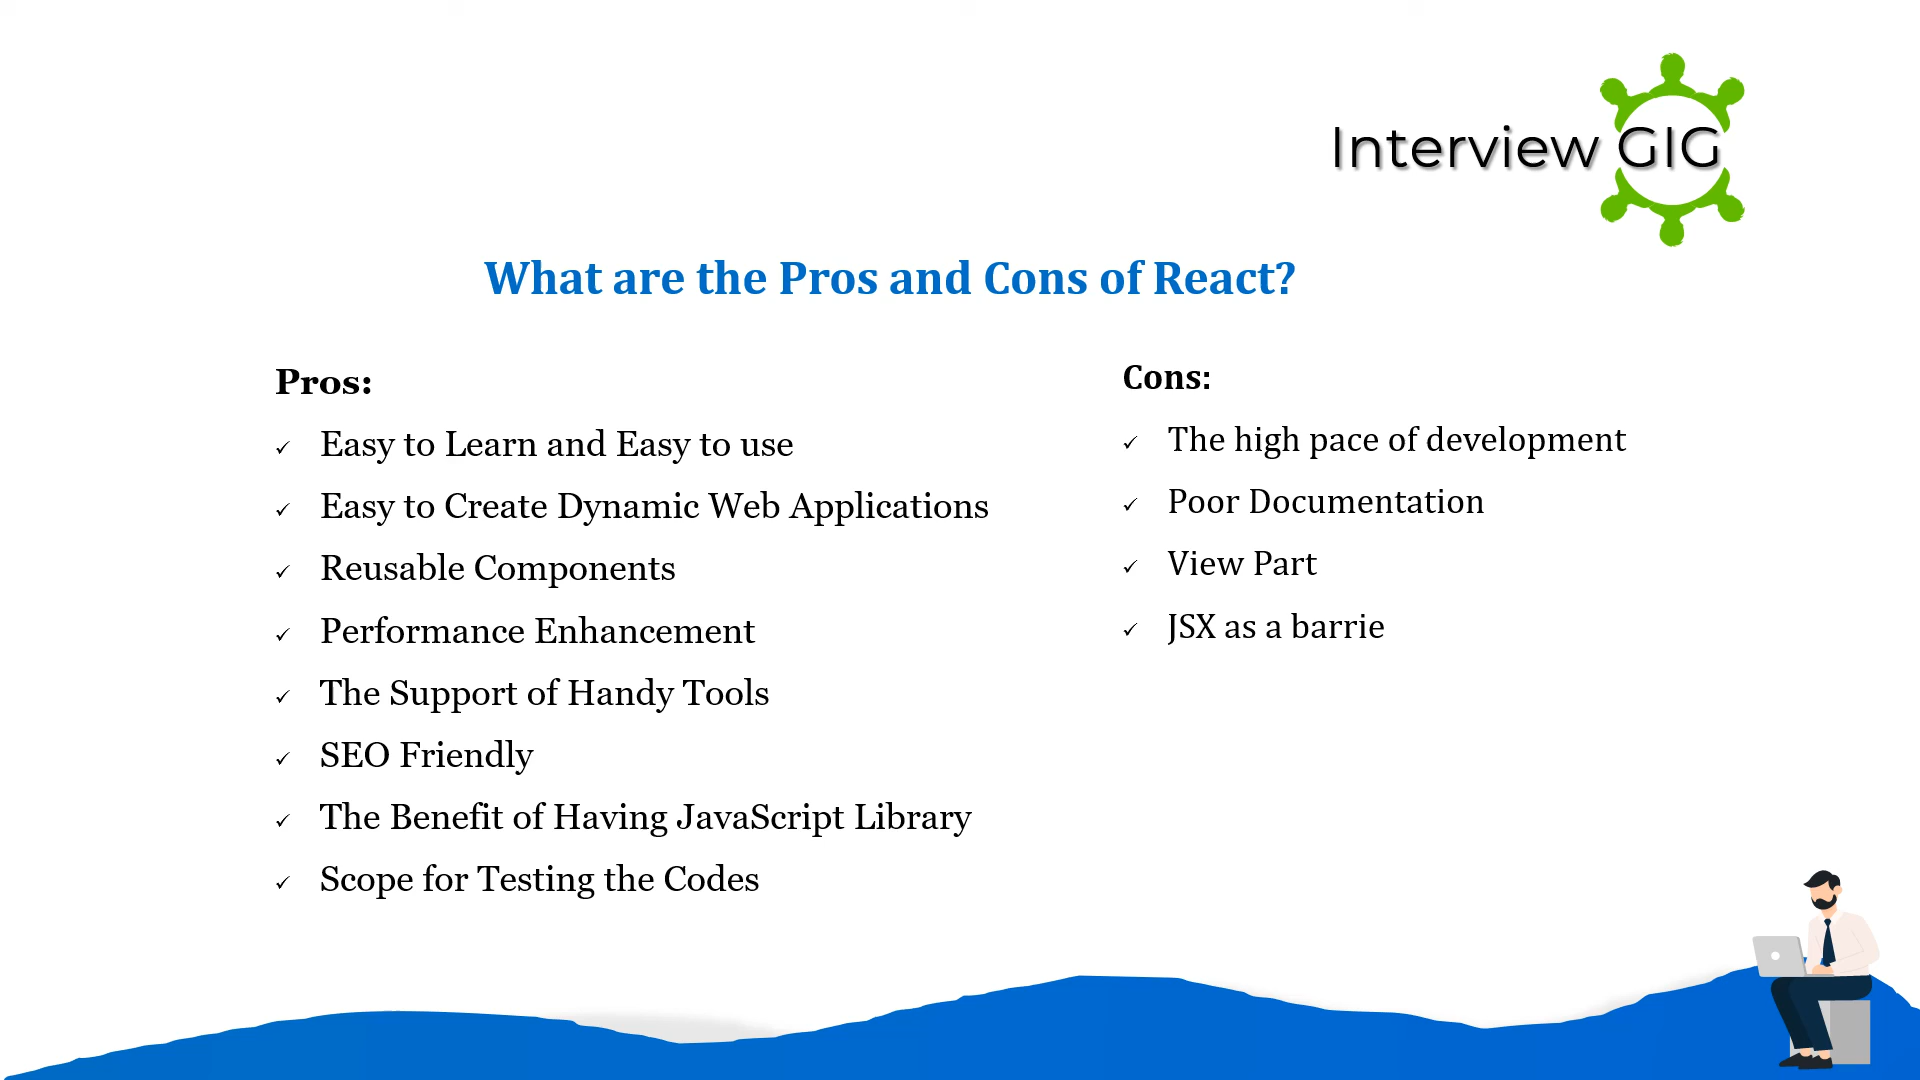 Interview GIG
What are the Pros and Cons of React?
Pros:
✓ Easy to Learn and Easy to use
✓ Easy to Create Dynamic Web Applications
✓ Reusable Components
✓ Performance Enhancement
✓ The Support of Handy Tools
✓ SEO Friendly
✓ The Benefit of Having JavaScript Library
✓ Scope for Testing the Codes
Cons:
✓ The high pace of development
✓ Poor Documentation
✓ View Part
✓ JSX as a barrie